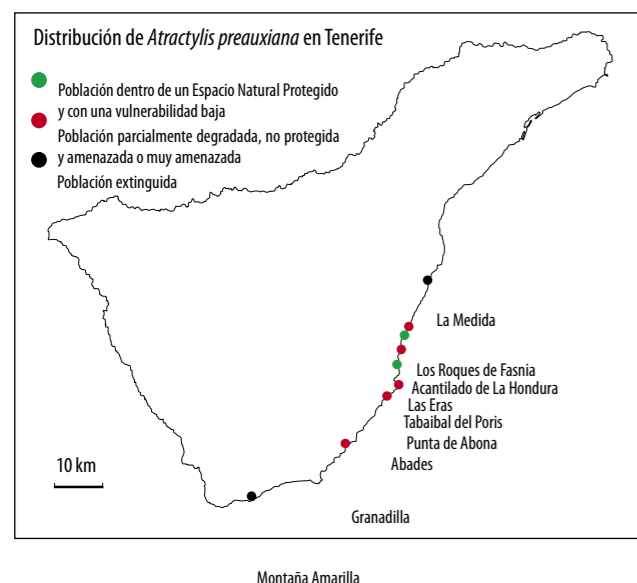 Distribución de Atractylis preauxiana en Tenerife
Población dentro de un Espacio Natural Protegido
y con una vulnerabilidad baja
Población parcialmente degradada, no protegida
y amenazada o muy amenazada
Población extinguida
La Medida
Los Roques de Fasnia
Acantilado de La Hondura
Las Eras
Tabaibal del Poris
Punta de Abona
Abades
10 km
Granadilla
Montaña Amarilla